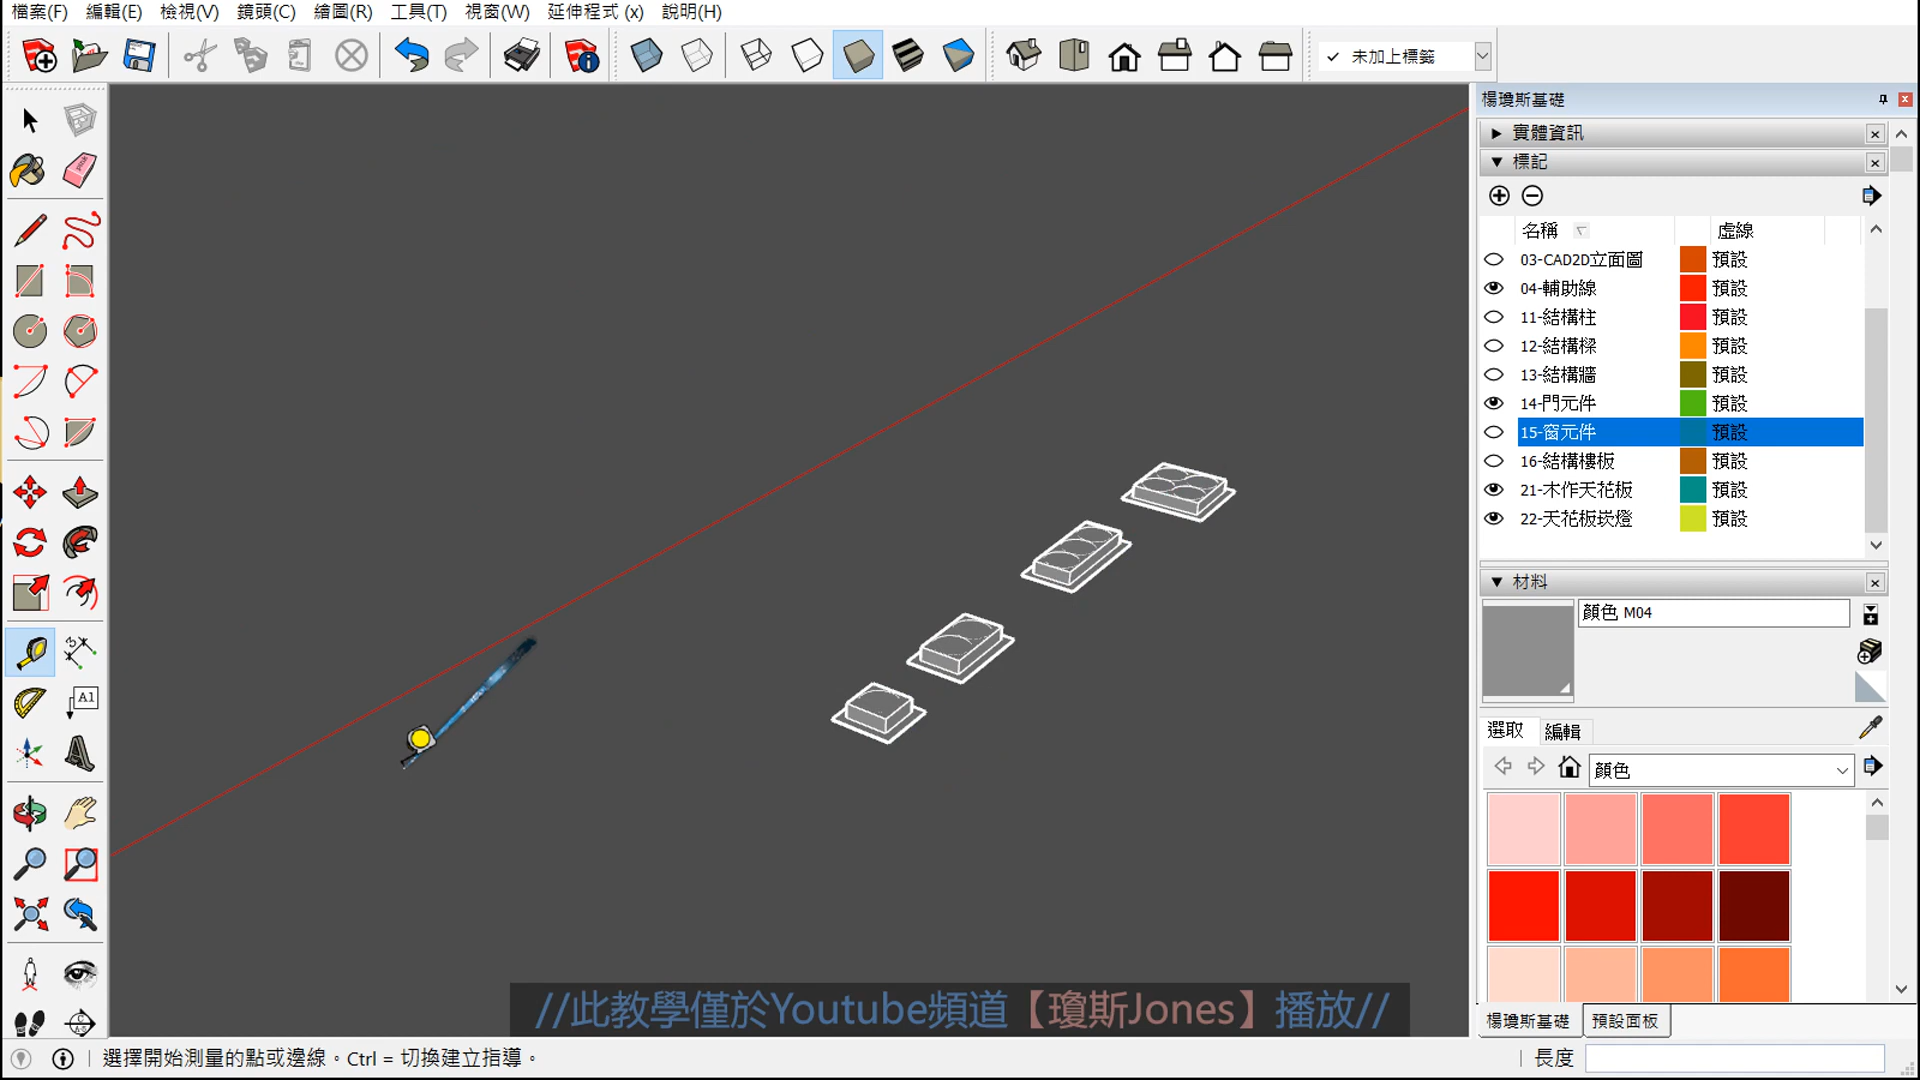 檔案(F) 編輯(E) 檢視(V) 鏡頭(C) 繪圖(R) 工具(T) 視窗(W) 延伸程式 (x) 說明(H)
✓ 未加上標籤
楊瓊斯基礎
實體資訊
標記
名稱 虛線
03-CAD2D立面圖 預設
04-輔助線 預設
11-結構柱 預設
12-結構樑 預設
13-結構牆 預設
14-門元件 預設
15-窗元件 預設
16-結構樓板 預設
21-木作天花板 預設
22-天花板崁燈 預設
材料
顏色 M04
A1
選取 編輯
顏色
//此教學僅於Youtube頻道【瓊斯Jones】播放//
楊瓊斯基礎 預設面板
選擇開始測量的點或邊線。Ctrl = 切換建立指導。
長度